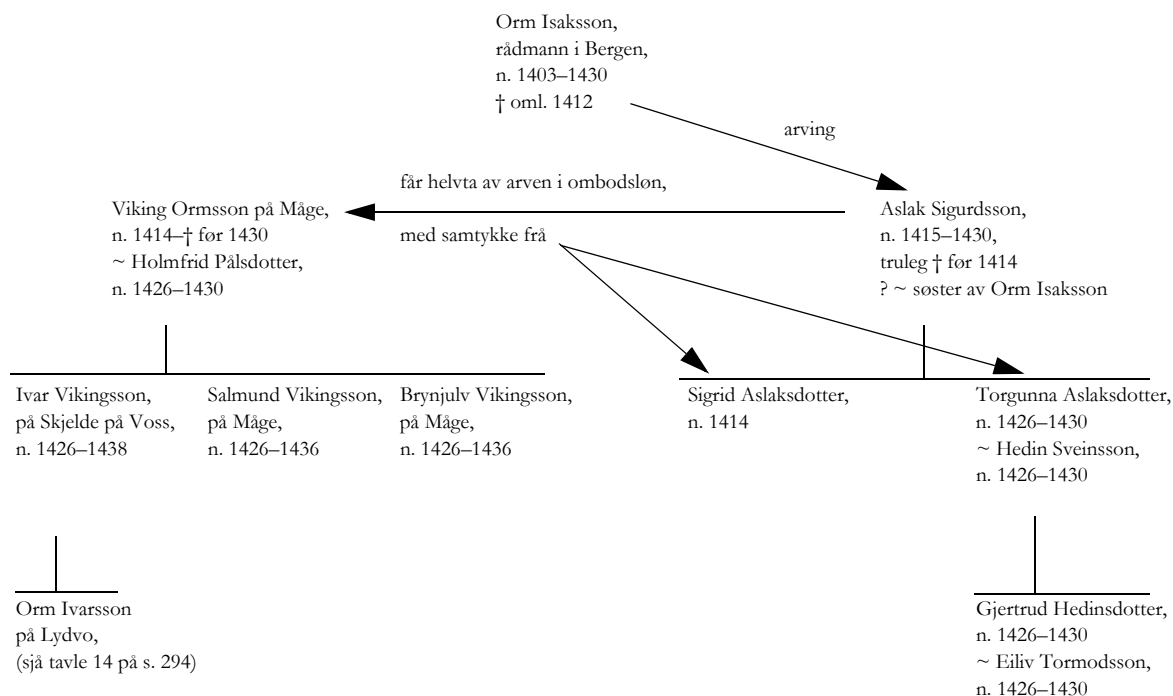 Orm Isaksson,
rådmann i Bergen,
n. 1403–1430
† oml. 1412
arving
får helvta av arven i ombodsløn,
med samtykke frå
Viking Ormsson på Måge,
n. 1414–† før 1430
~ Holmfrid Pålsdotter,
n. 1426–1430
Aslak Sigurdsson,
n. 1415–1430,
truleg † før 1414
? ~ søster av Orm Isaksson
Ivar Vikingsson,
på Skjelde på Voss,
n. 1426–1438
Salmund Vikingsson,
på Måge,
n. 1426–1436
Brynjulv Vikingsson,
på Måge,
n. 1426–1436
Sigrid Aslaksdotter,
n. 1414
Torgunna Aslaksdotter,
n. 1426–1430
~ Hedin Sveinsson,
n. 1426–1430
Orm Ivarsson
på Lydvo,
(sjå tavle 14 på s. 294)
Gjertrud Hedinsdotter,
n. 1426–1430
~ Eiliv Tormodsson,
n. 1426–1430